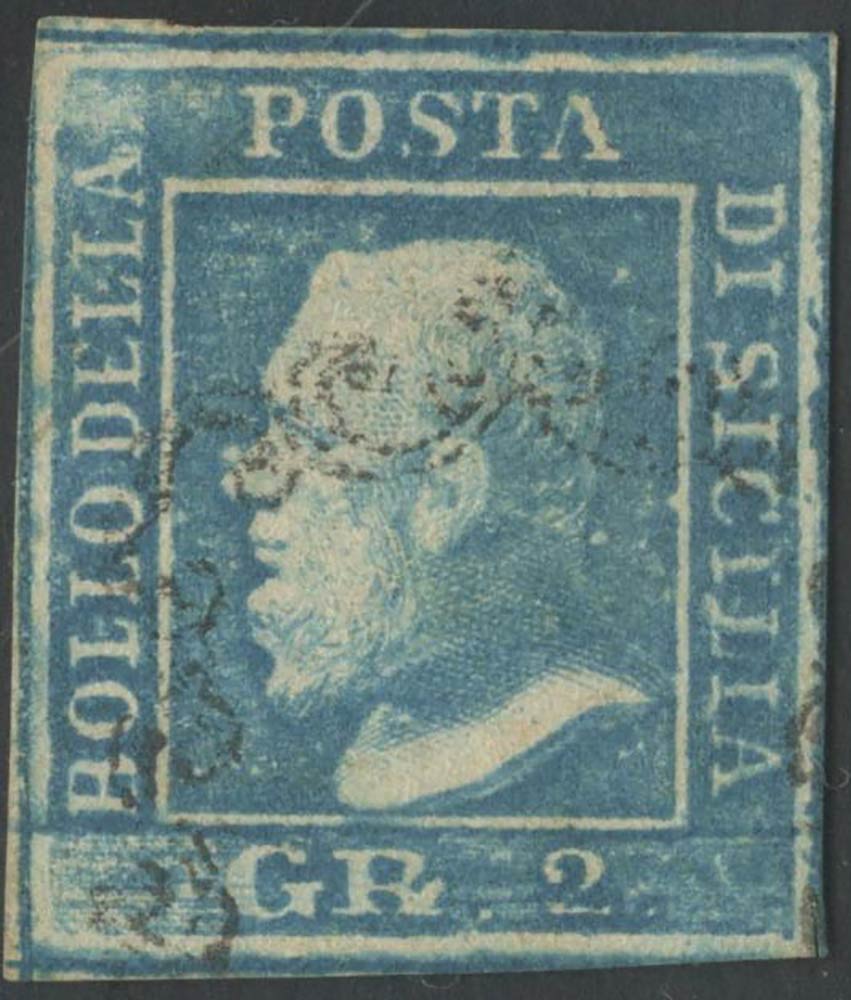 BOLLO DELLA
POSTA
DI SICILIA
GR. 2.